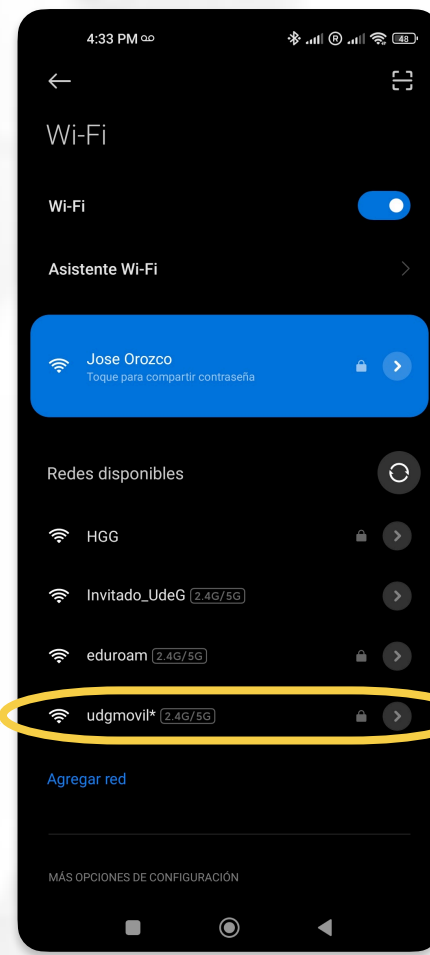 4:33 PM
48
Wi-Fi
Wi-Fi
Asistente Wi-Fi
Jose Orozco
Toque para compartir contraseña
Redes disponibles
HGG
Invitado_UdeG 2.4G/5G
eduroam 2.4G/5G
udgmovil* 2.4G/5G
Agregar red
MÁS OPCIONES DE CONFIGURACIÓN